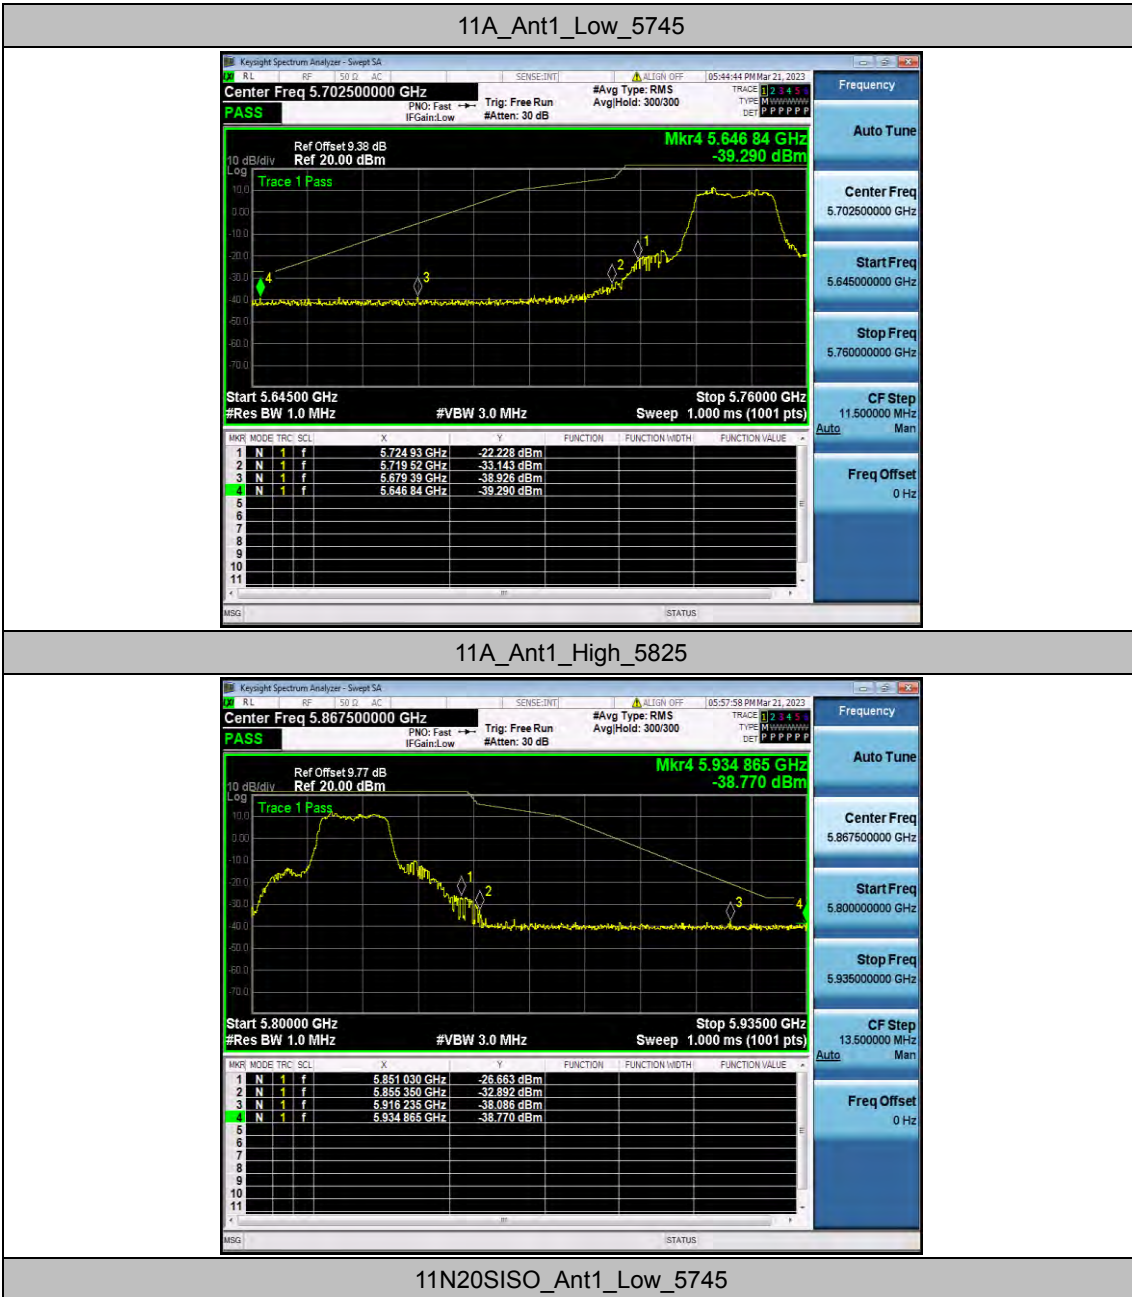 11A_Ant1_Low_5745
Keysight Spectrum Analyzer - Swept SA
RL RF 50 Ω AC SENSE:INT ALIGN OFF 05:44:44 PM Mar 21, 2023
Center Freq 5.702500000 GHz
#Avg Type: RMS
TRACE 1 2 3 4 5 6
Frequency
PASS
PNO: Fast
Trig: Free Run
Avg|Hold: 300/300
TYPE M WWWWW
IFGain:Low
#Atten: 30 dB
DET P P P P P P
Auto Tune
Mkr4 5.646 84 GHz
Ref Offset 9.38 dB
-39.290 dBm
10 dB/div Ref 20.00 dBm
Log
Trace 1 Pass
10.0
0.00
-10.0
-20.0
-30.0
-40.0
-50.0
-60.0
-70.0
1
2
3
4
Center Freq
5.702500000 GHz
Start Freq
5.645000000 GHz
Stop Freq
5.760000000 GHz
Start 5.64500 GHz Stop 5.76000 GHz
#Res BW 1.0 MHz #VBW 3.0 MHz Sweep 1.000 ms (1001 pts)
CF Step
11.500000 MHz
Auto Man
MKR MODE TRC SCL X Y FUNCTION FUNCTION WIDTH FUNCTION VALUE
1 N 1 f 5.724 93 GHz -22.228 dBm
2 N 1 f 5.719 52 GHz -33.143 dBm
3 N 1 f 5.679 39 GHz -38.926 dBm
4 N 1 f 5.646 84 GHz -39.290 dBm
5
6
7
8
9
10
11
Freq Offset
0 Hz
MSG STATUS
11A_Ant1_High_5825
Keysight Spectrum Analyzer - Swept SA
RL RF 50 Ω AC SENSE:INT ALIGN OFF 05:57:58 PM Mar 21, 2023
Center Freq 5.867500000 GHz
#Avg Type: RMS
TRACE 1 2 3 4 5 6
Frequency
PASS
PNO: Fast
Trig: Free Run
Avg|Hold: 300/300
TYPE M WWWWW
IFGain:Low
#Atten: 30 dB
DET P P P P P P
Auto Tune
Mkr4 5.934 865 GHz
Ref Offset 9.77 dB
-38.770 dBm
10 dB/div Ref 20.00 dBm
Log
Trace 1 Pass
10.0
0.00
-10.0
-20.0
-30.0
-40.0
-50.0
-60.0
-70.0
1
2
3
4
Center Freq
5.867500000 GHz
Start Freq
5.800000000 GHz
Stop Freq
5.935000000 GHz
Start 5.80000 GHz Stop 5.93500 GHz
#Res BW 1.0 MHz #VBW 3.0 MHz Sweep 1.000 ms (1001 pts)
CF Step
13.500000 MHz
Auto Man
MKR MODE TRC SCL X Y FUNCTION FUNCTION WIDTH FUNCTION VALUE
1 N 1 f 5.851 030 GHz -26.663 dBm
2 N 1 f 5.855 350 GHz -32.892 dBm
3 N 1 f 5.916 235 GHz -38.086 dBm
4 N 1 f 5.934 865 GHz -38.770 dBm
5
6
7
8
9
10
11
Freq Offset
0 Hz
MSG STATUS
11N20SISO_Ant1_Low_5745